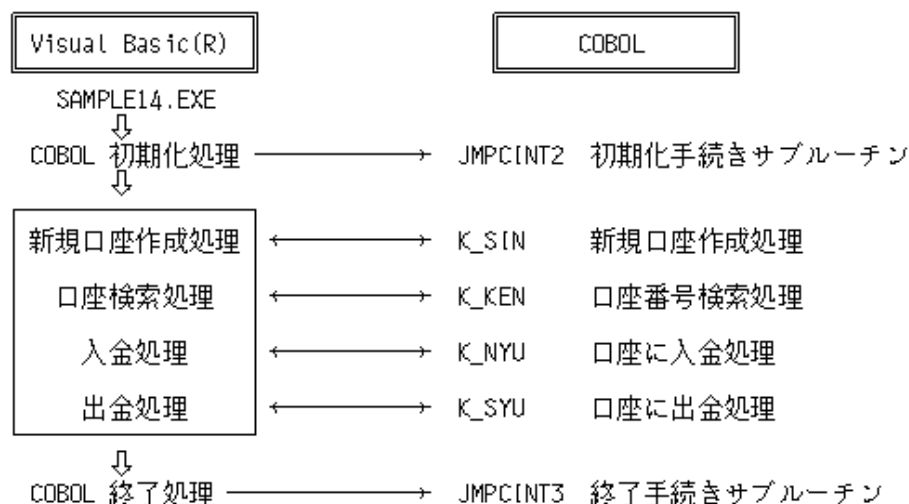 Visual Basic(R) COBOL
SAMPLE14.EXE
COBOL 初期化処理 JMPCINT2 初期化手続きサブルーチン
新規口座作成処理 K_SIN 新規口座作成処理
口座検索処理 K_KEN 口座番号検索処理
入金処理 K_NYU 口座に入金処理
出金処理 K_SYU 口座に出金処理
COBOL 終了処理 JMPCINT3 終了手続きサブルーチン